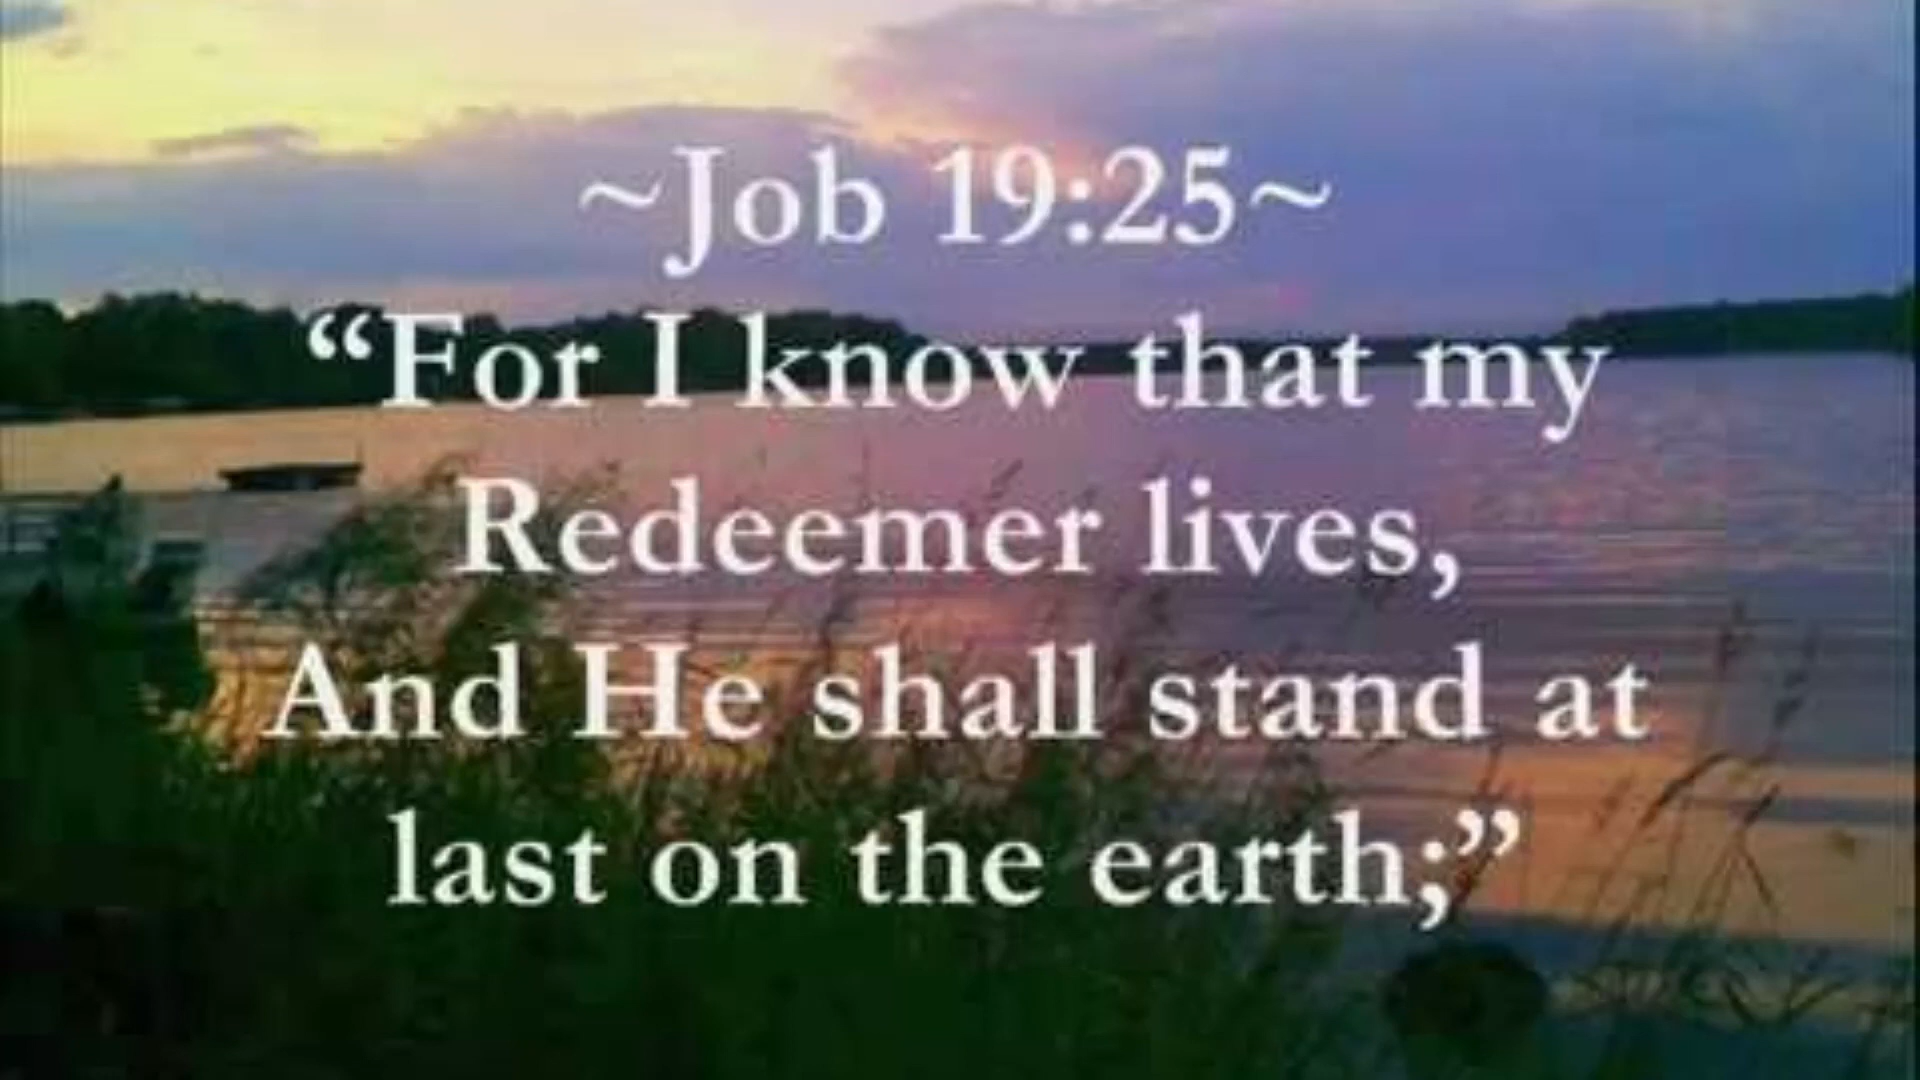 ~Job 19:25~
“For I know that my
Redeemer lives,
And He shall stand at
last on the earth;”